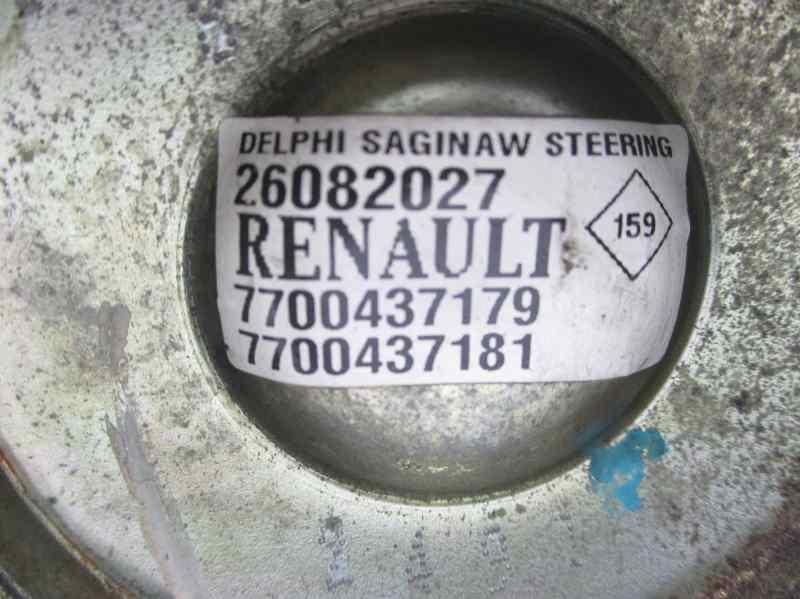 DELPHI SAGINAW STEERING
26082027
RENAULT
159
7700437179
7700437181